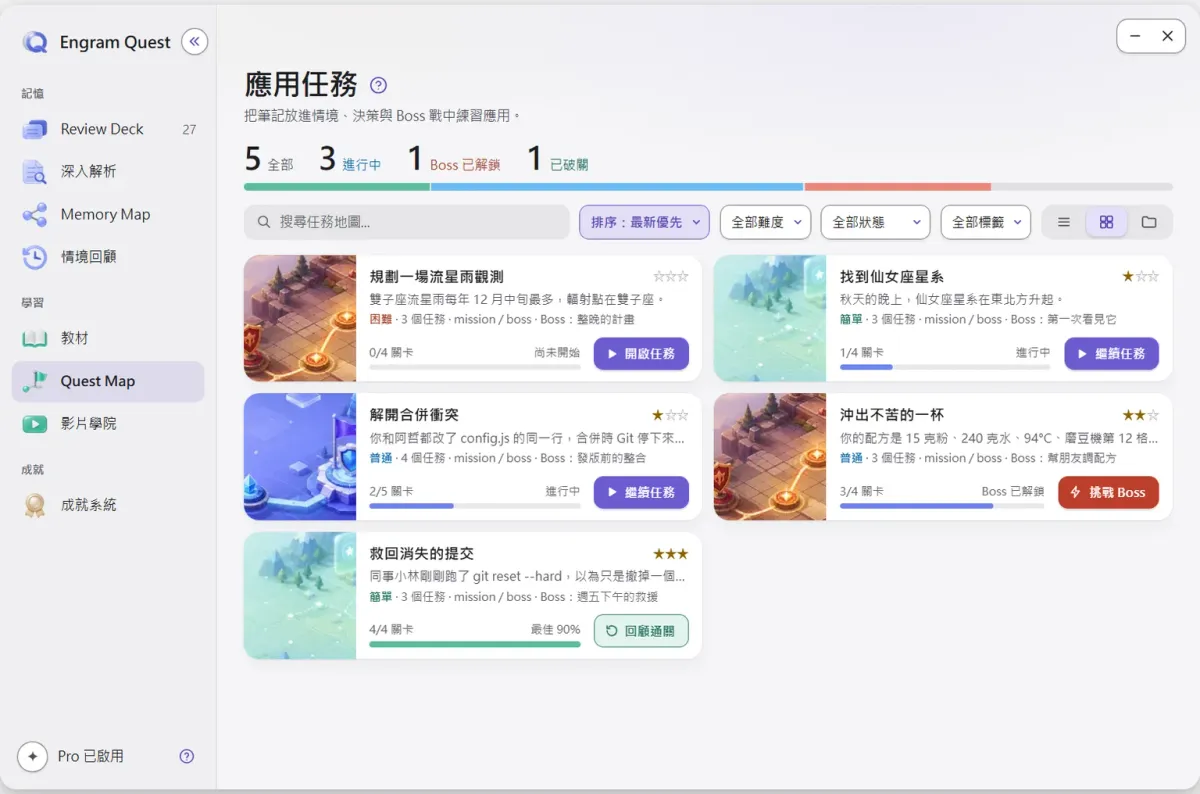 Engram Quest
記憶
Review Deck 27
深入解析
Memory Map
情境回顧
學習
教材
Quest Map
影片學院
成就
成就系統
Pro 已啟用
應用任務
把筆記放進情境、決策與 Boss 戰中練習應用。
5 全部 3 進行中 1 Boss 已解鎖 1 已破關
搜尋任務地圖... 排序：最新優先 全部難度 全部狀態 全部標籤
規劃一場流星雨觀測
雙子座流星雨每年 12 月中旬最多，輻射點在雙子座。
困難 · 3 個任務 · mission / boss · Boss：整晚的計畫
0/4 關卡 尚未開始 開啟任務
找到仙女座星系
秋天的晚上，仙女座星系在東北方升起。
簡單 · 3 個任務 · mission / boss · Boss：第一次看見它
1/4 關卡 進行中 繼續任務
解開合併衝突
你和阿哲都改了 config.js 的同一行，合併時 Git 停下來...
普通 · 4 個任務 · mission / boss · Boss：發版前的整合
2/5 關卡 進行中 繼續任務
沖出不苦的一杯
你的配方是 15 克粉、240 克水、94°C、磨豆機第 12 格...
普通 · 3 個任務 · mission / boss · Boss：幫朋友調配方
3/4 關卡 Boss 已解鎖 挑戰 Boss
救回消失的提交
同事小林剛剛跑了 git reset --hard，以為只是撤掉一個...
簡單 · 3 個任務 · mission / boss · Boss：週五下午的救援
4/4 關卡 最佳 90% 回顧通關